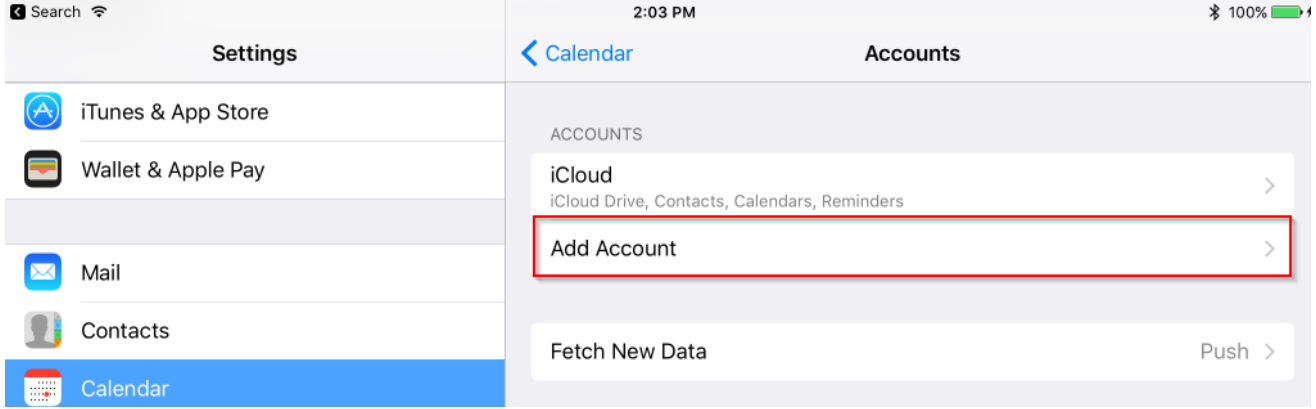 Search
2:03 PM
100%
Settings
Calendar
Accounts
iTunes & App Store
Wallet & Apple Pay
Mail
Contacts
Calendar
ACCOUNTS
iCloud
iCloud Drive, Contacts, Calendars, Reminders
Add Account
Fetch New Data
Push